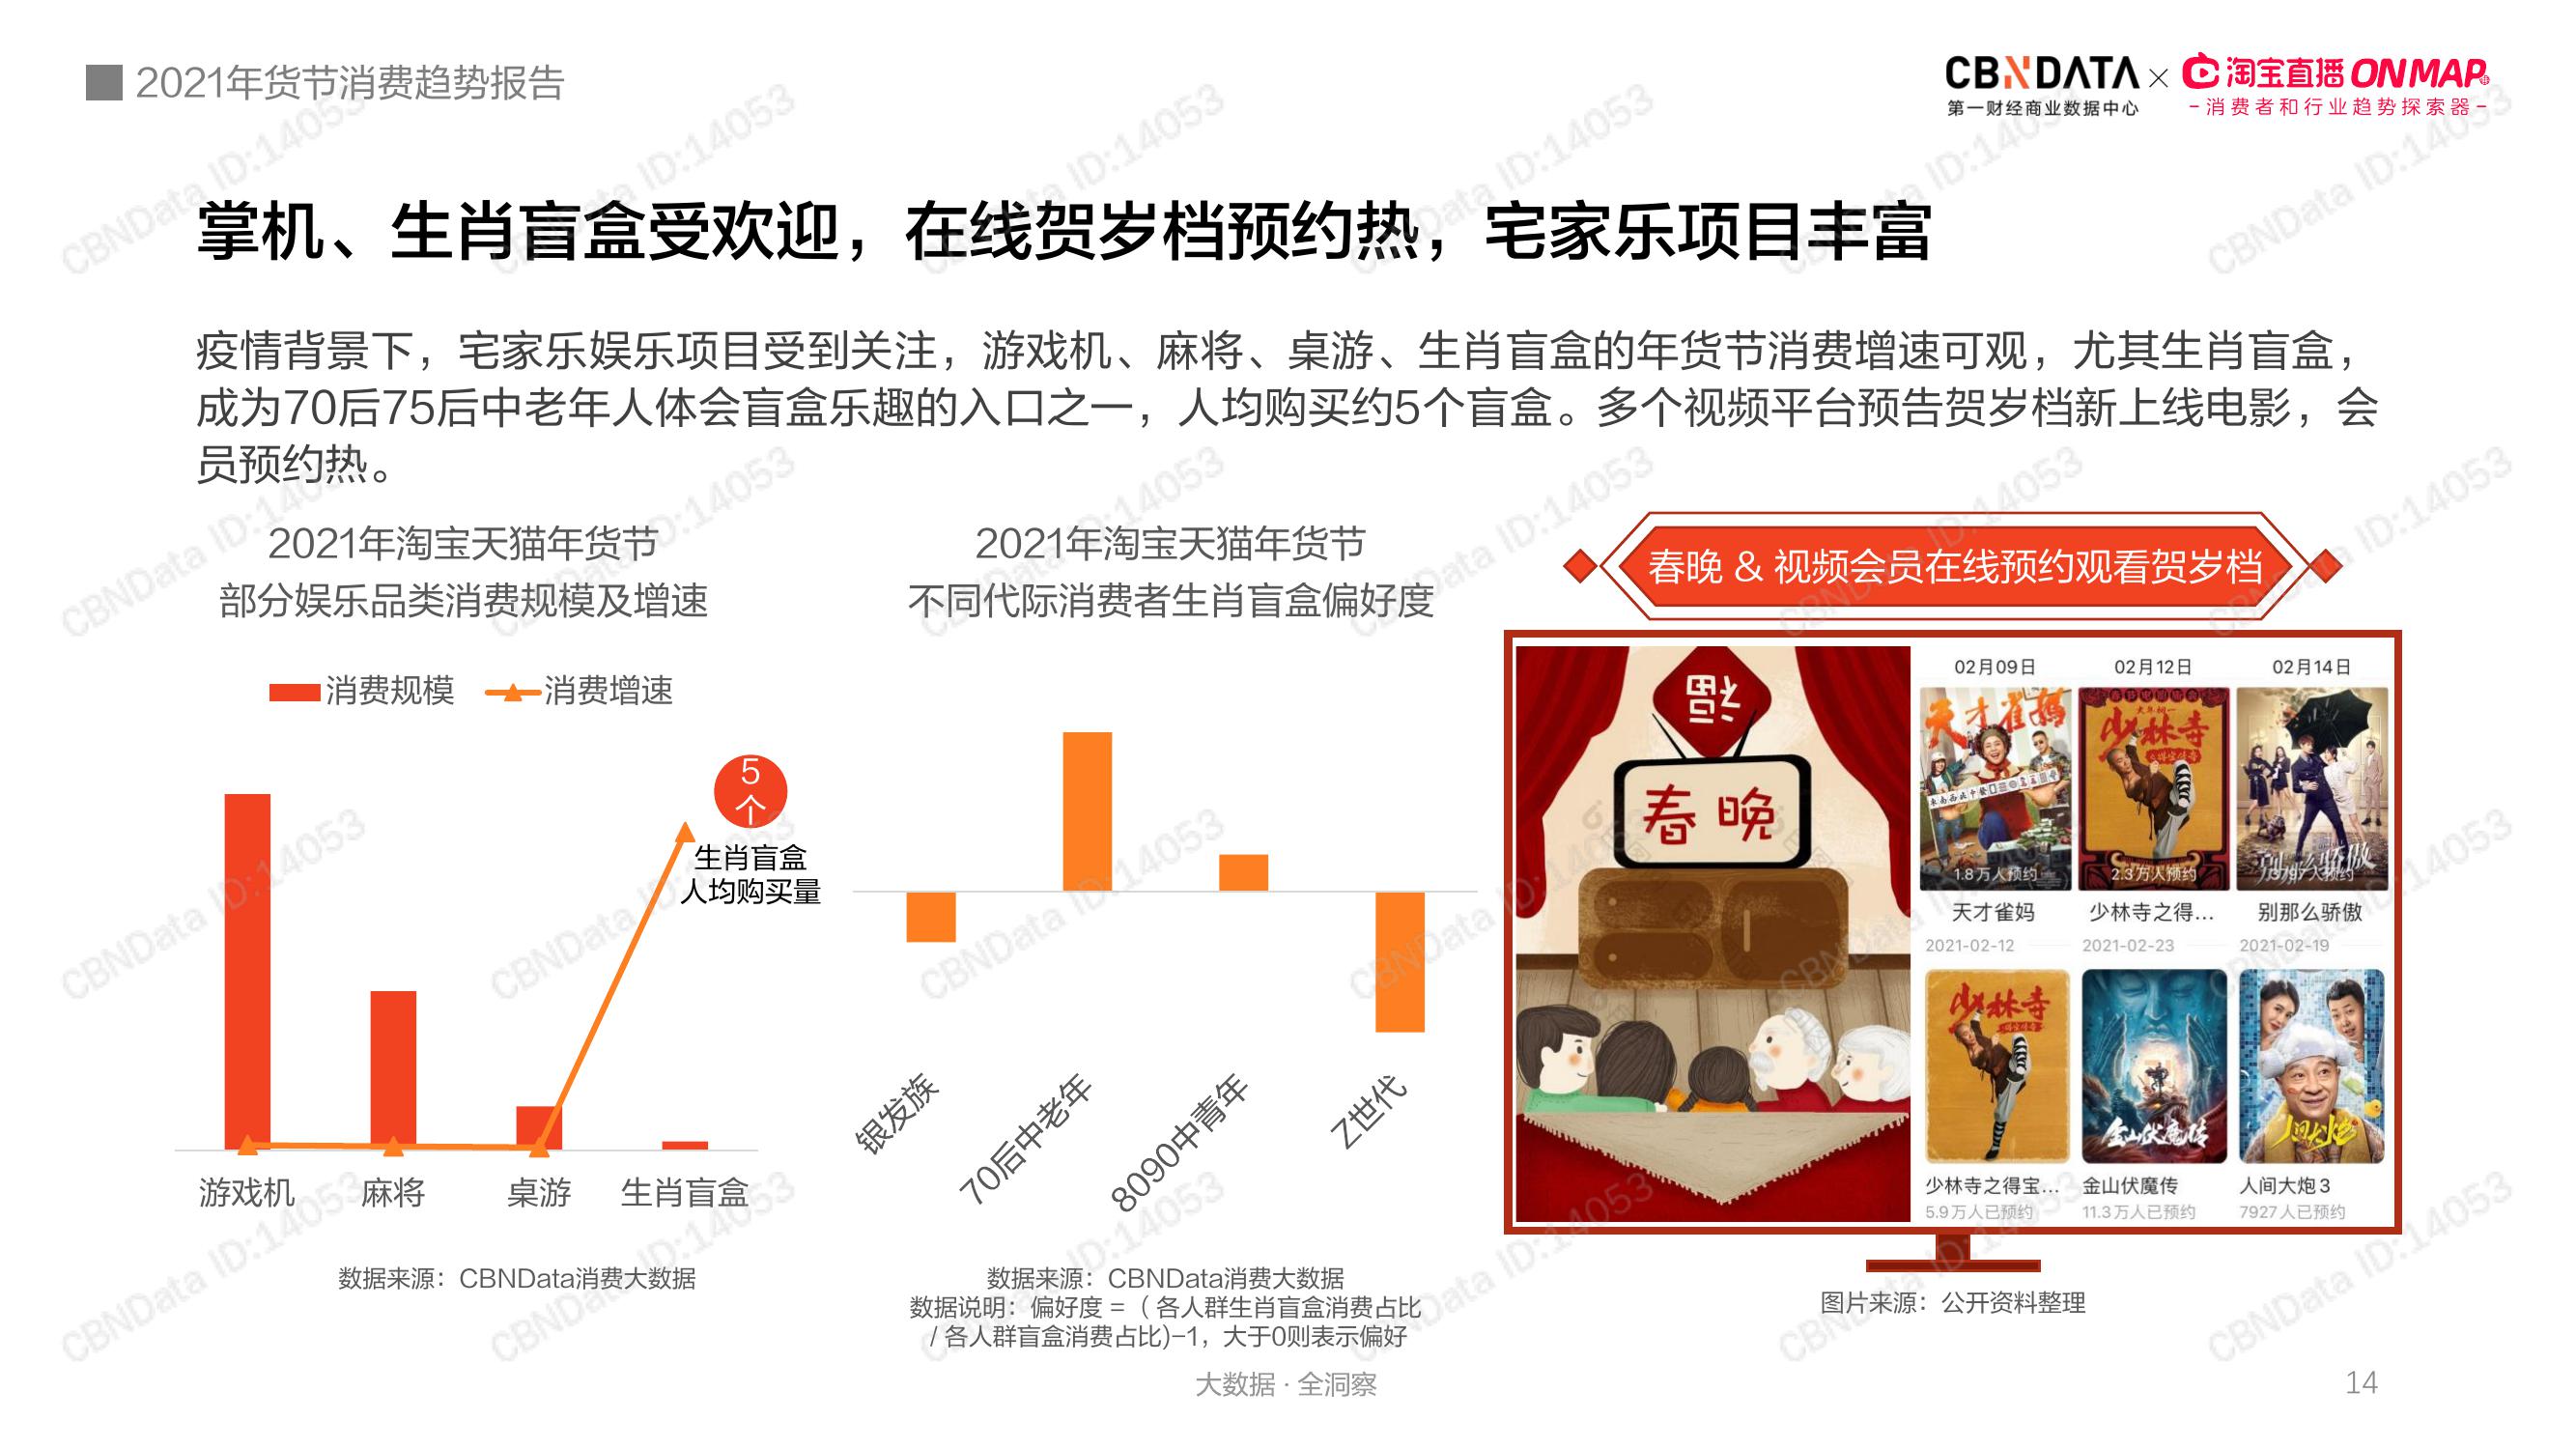 2021年货节消费趋势报告
CBNDATA
第一财经商业数据中心
×
淘宝直播 ON MAP
-消费者和行业趋势探索器-
掌机、生肖盲盒受欢迎，在线贺岁档预约热，宅家乐项目丰富
疫情背景下，宅家乐娱乐项目受到关注，游戏机、麻将、桌游、生肖盲盒的年货节消费增速可观，尤其生肖盲盒，
成为70后75后中老年人体会盲盒乐趣的入口之一，人均购买约5个盲盒。多个视频平台预告贺岁档新上线电影，会
员预约热。
2021年淘宝天猫年货节
部分娱乐品类消费规模及增速
消费规模
消费增速
5
个
生肖盲盒
人均购买量
游戏机
麻将
桌游
生肖盲盒
数据来源：CBNData消费大数据
2021年淘宝天猫年货节
不同代际消费者生肖盲盒偏好度
银发族
70后中老年
8090中青年
Z世代
数据来源：CBNData消费大数据
数据说明：偏好度 =（ 各人群生肖盲盒消费占比
/ 各人群盲盒消费占比)-1，大于0则表示偏好
春晚 & 视频会员在线预约观看贺岁档
福
春 晚
02月09日
02月12日
02月14日
天才雀妈
少林寺
1.8万人预约
2.3万人预约
天才雀妈
少林寺之得...
别那么骄傲
2021-02-12
2021-02-23
2021-02-19
少林寺
金山伏魔传
人间大炮
少林寺之得宝...
金山伏魔传
人间大炮3
5.9万人已预约
11.3万人已预约
7927人已预约
图片来源：公开资料整理
大数据 · 全洞察
14
CBNData ID:14053